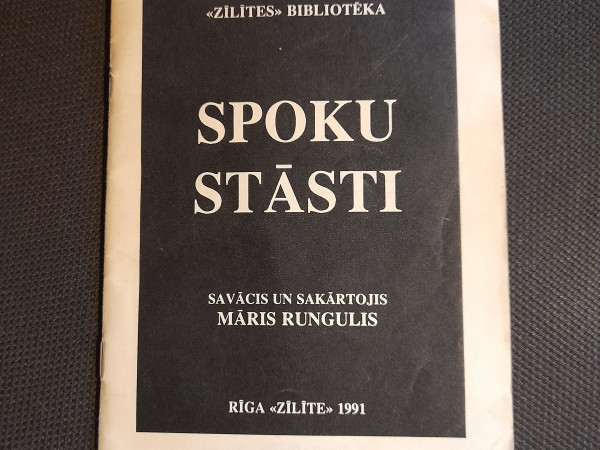 «ZĪLĪTES» BIBLIOTĒKA
SPOKU
STĀSTI
SAVĀCIS UN SAKĀRTOJIS
MĀRIS RUNGULIS
RĪGA «ZĪLĪTE» 1991